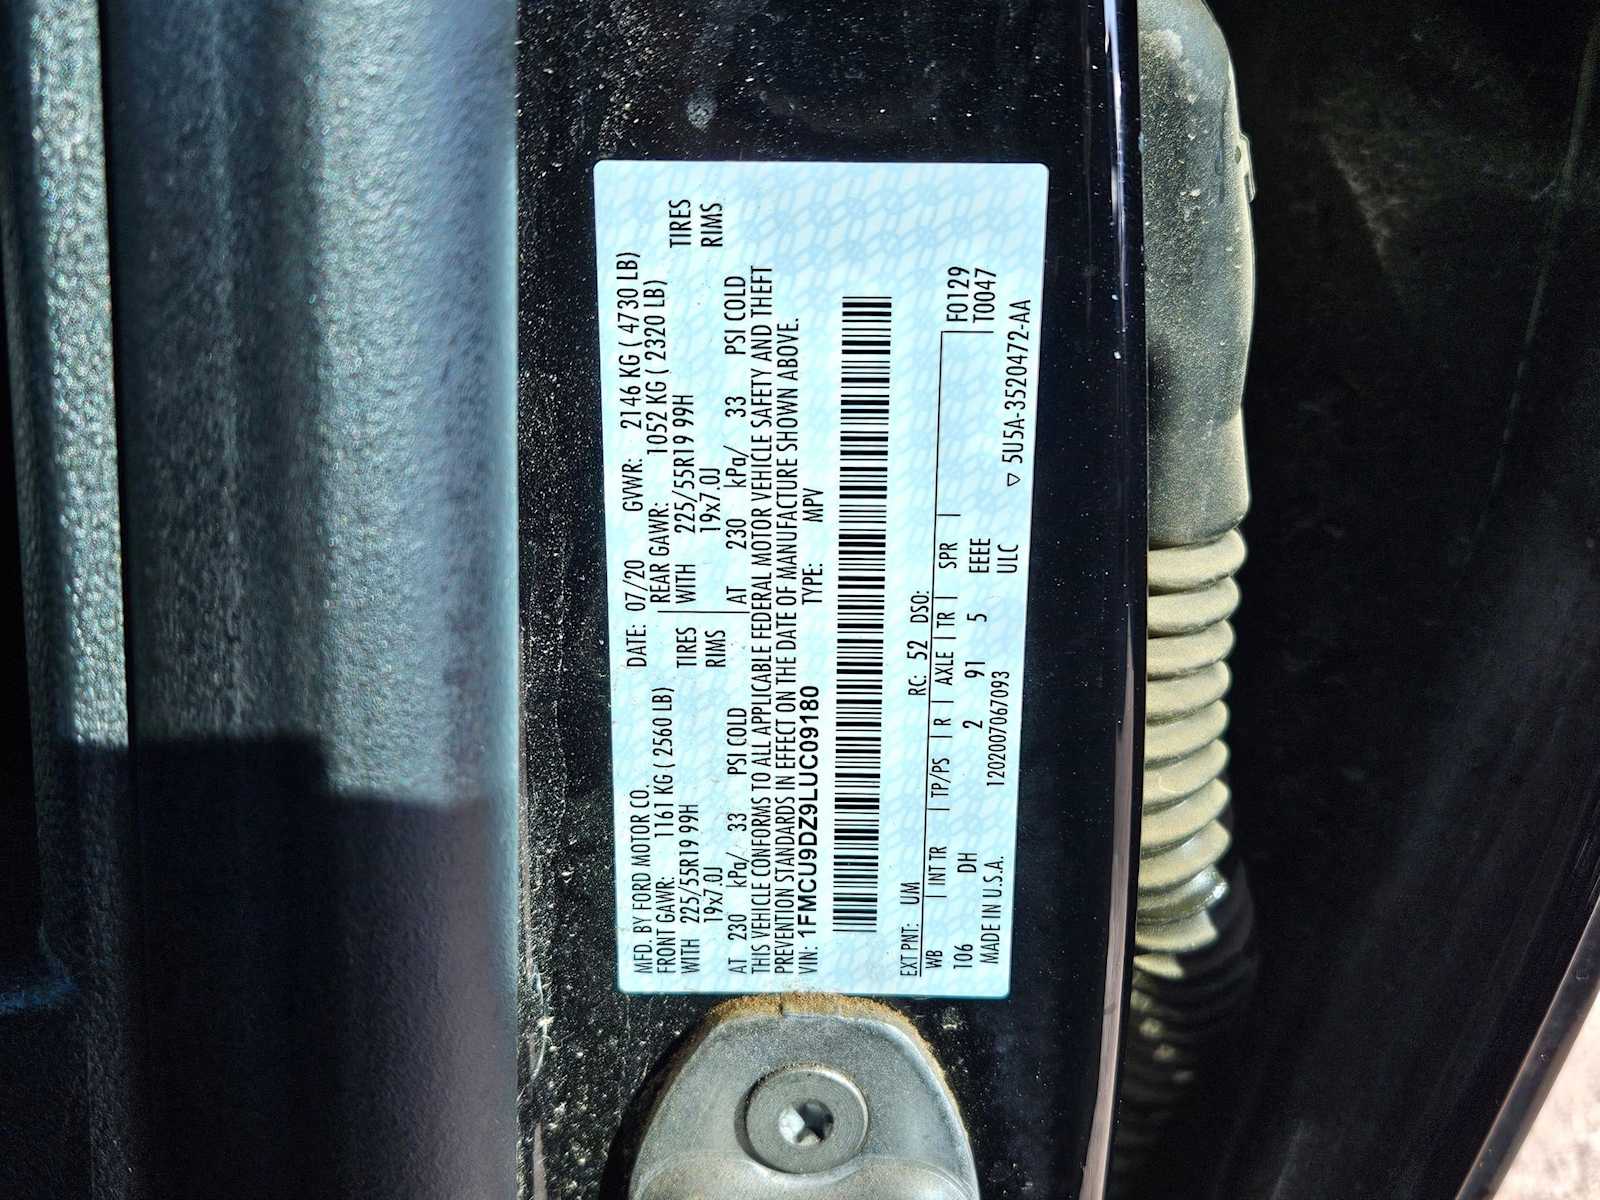 MFD. BY FORD MOTOR CO. DATE: 07/20 GVWR: 2146 KG ( 4730 LB)
FRONT GAWR: 1161 KG ( 2560 LB) REAR GAWR: 1052 KG ( 2320 LB)
WITH 225/55R19 99H TIRES WITH 225/55R19 99H TIRES
19x7.0J RIMS 19x7.0J RIMS
AT 230 kPa/ 33 PSI COLD AT 230 kPa/ 33 PSI COLD
THIS VEHICLE CONFORMS TO ALL APPLICABLE FEDERAL MOTOR VEHICLE SAFETY AND THEFT
PREVENTION STANDARDS IN EFFECT ON THE DATE OF MANUFACTURE SHOWN ABOVE.
VIN: 1FMCU9DZ9LUC09180 TYPE: MPV
EXT PNT: UM RC: 52 DSO:
WB | INT TR | TP/PS | R | AXLE | TR | SPR | F0129
106 DH 2 91 5 EEEE T0047
MADE IN U.S.A. 1202007067093 ULC ▽ 5U5A-3520472-AA